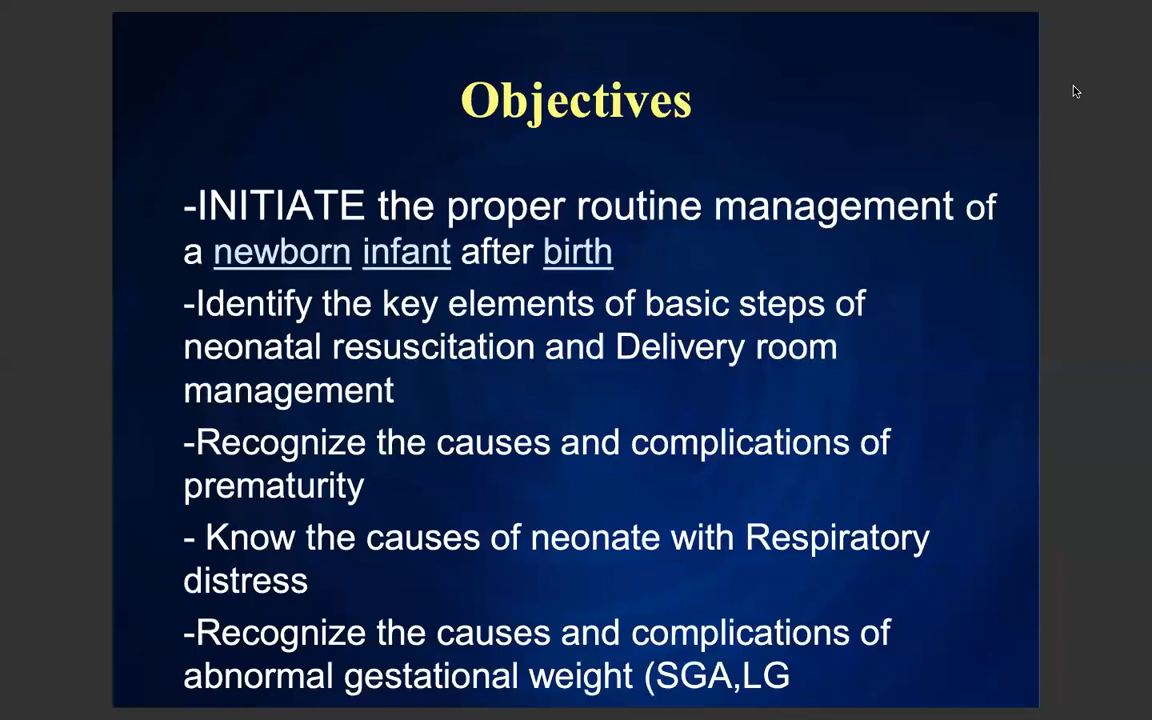 Objectives
-INITIATE the proper routine management of
a newborn infant after birth
-Identify the key elements of basic steps of
neonatal resuscitation and Delivery room
management
-Recognize the causes and complications of
prematurity
- Know the causes of neonate with Respiratory
distress
-Recognize the causes and complications of
abnormal gestational weight (SGA,LG